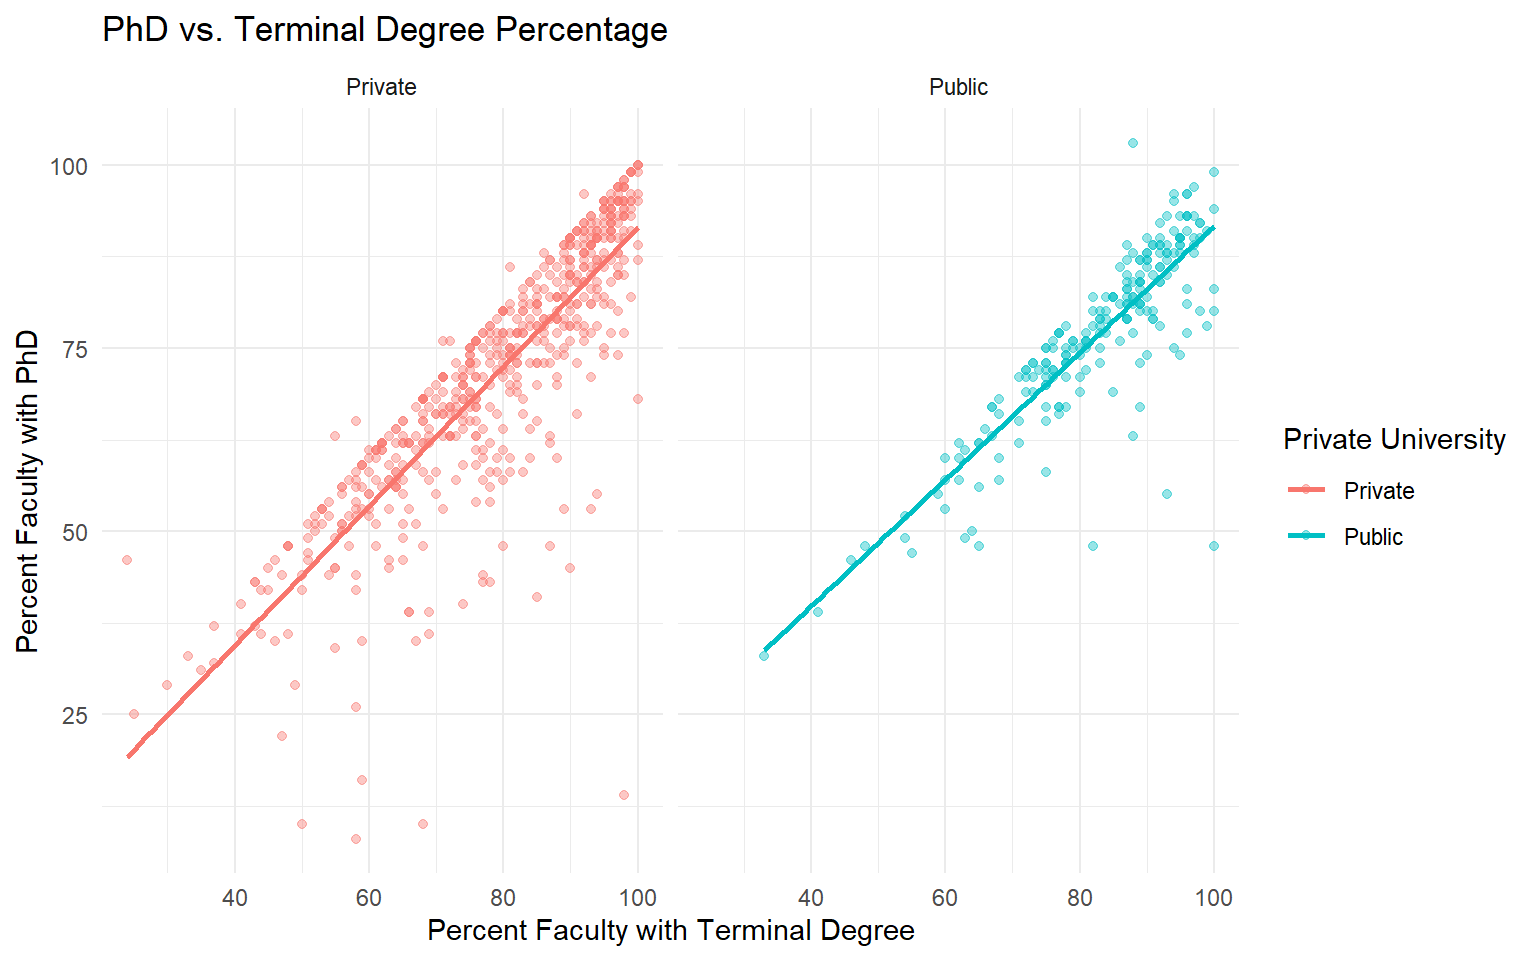 PhD vs. Terminal Degree Percentage
Private
Public
100
75
50
25
Percent Faculty with PhD
40 60 80 100
40 60 80 100
Percent Faculty with Terminal Degree
Private University
Private
Public